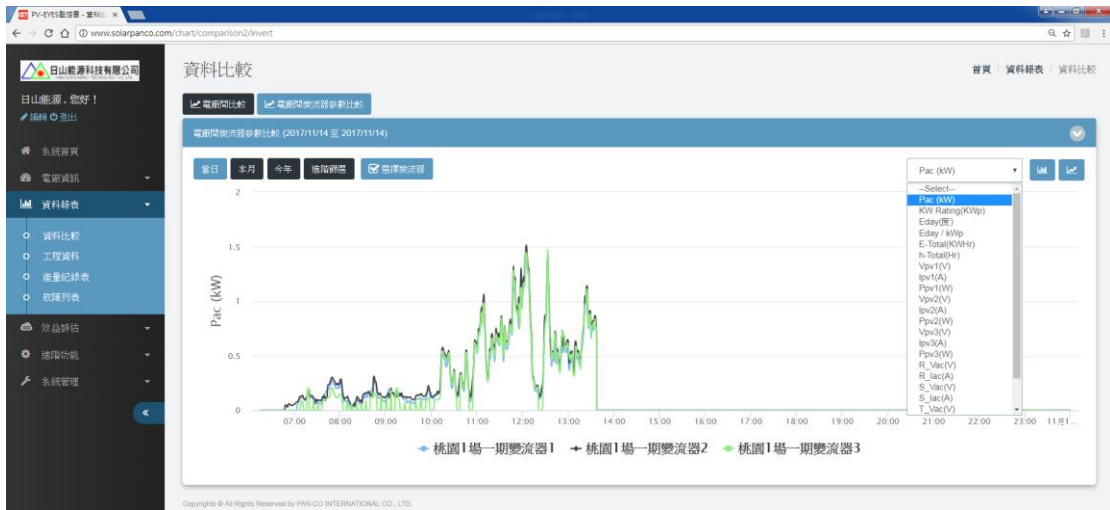 PV-EYES監控器 - 資料比
www.solarpanco.com/chart/comparison2/invert
日山能源科技有限公司
日山能源 , 您好！
編輯 登出
系統首頁
電廠資訊
資料報表
資料比較
工程資料
產量紀錄表
故障列表
效益評估
進階功能
系統管理
資料比較
首頁 / 資料報表 / 資料比較
電廠間比較 電廠間變流器參數比較
電廠間變流器參數比較 (2017/11/14 至 2017/11/14)
當日 本月 今年 進階篩選 選擇變流器
Pac (kW)
--Select--
Pac (kW)
KW Rating(KWp)
Eday(度)
Eday / kWp
E-Total(KWHr)
h-Total(Hr)
Vpv1(V)
Ipv1(A)
Ppv1(W)
Vpv2(V)
Ipv2(A)
Ppv2(W)
Vpv3(V)
Ipv3(A)
Ppv3(W)
R_Vac(V)
R_Iac(A)
S_Vac(V)
S_Iac(A)
T_Vac(V)
Pac (kW)
2
1.5
1
0.5
0
07:00 08:00 09:00 10:00 11:00 12:00 13:00 14:00 15:00 16:00 17:00 18:00 19:00 20:00 21:00 22:00 23:00 11月1...
桃園1場一期變流器1 桃園1場一期變流器2 桃園1場一期變流器3
Copyrights © All Rights Reserved by PAN-CO INTERNATIONAL CO., LTD.